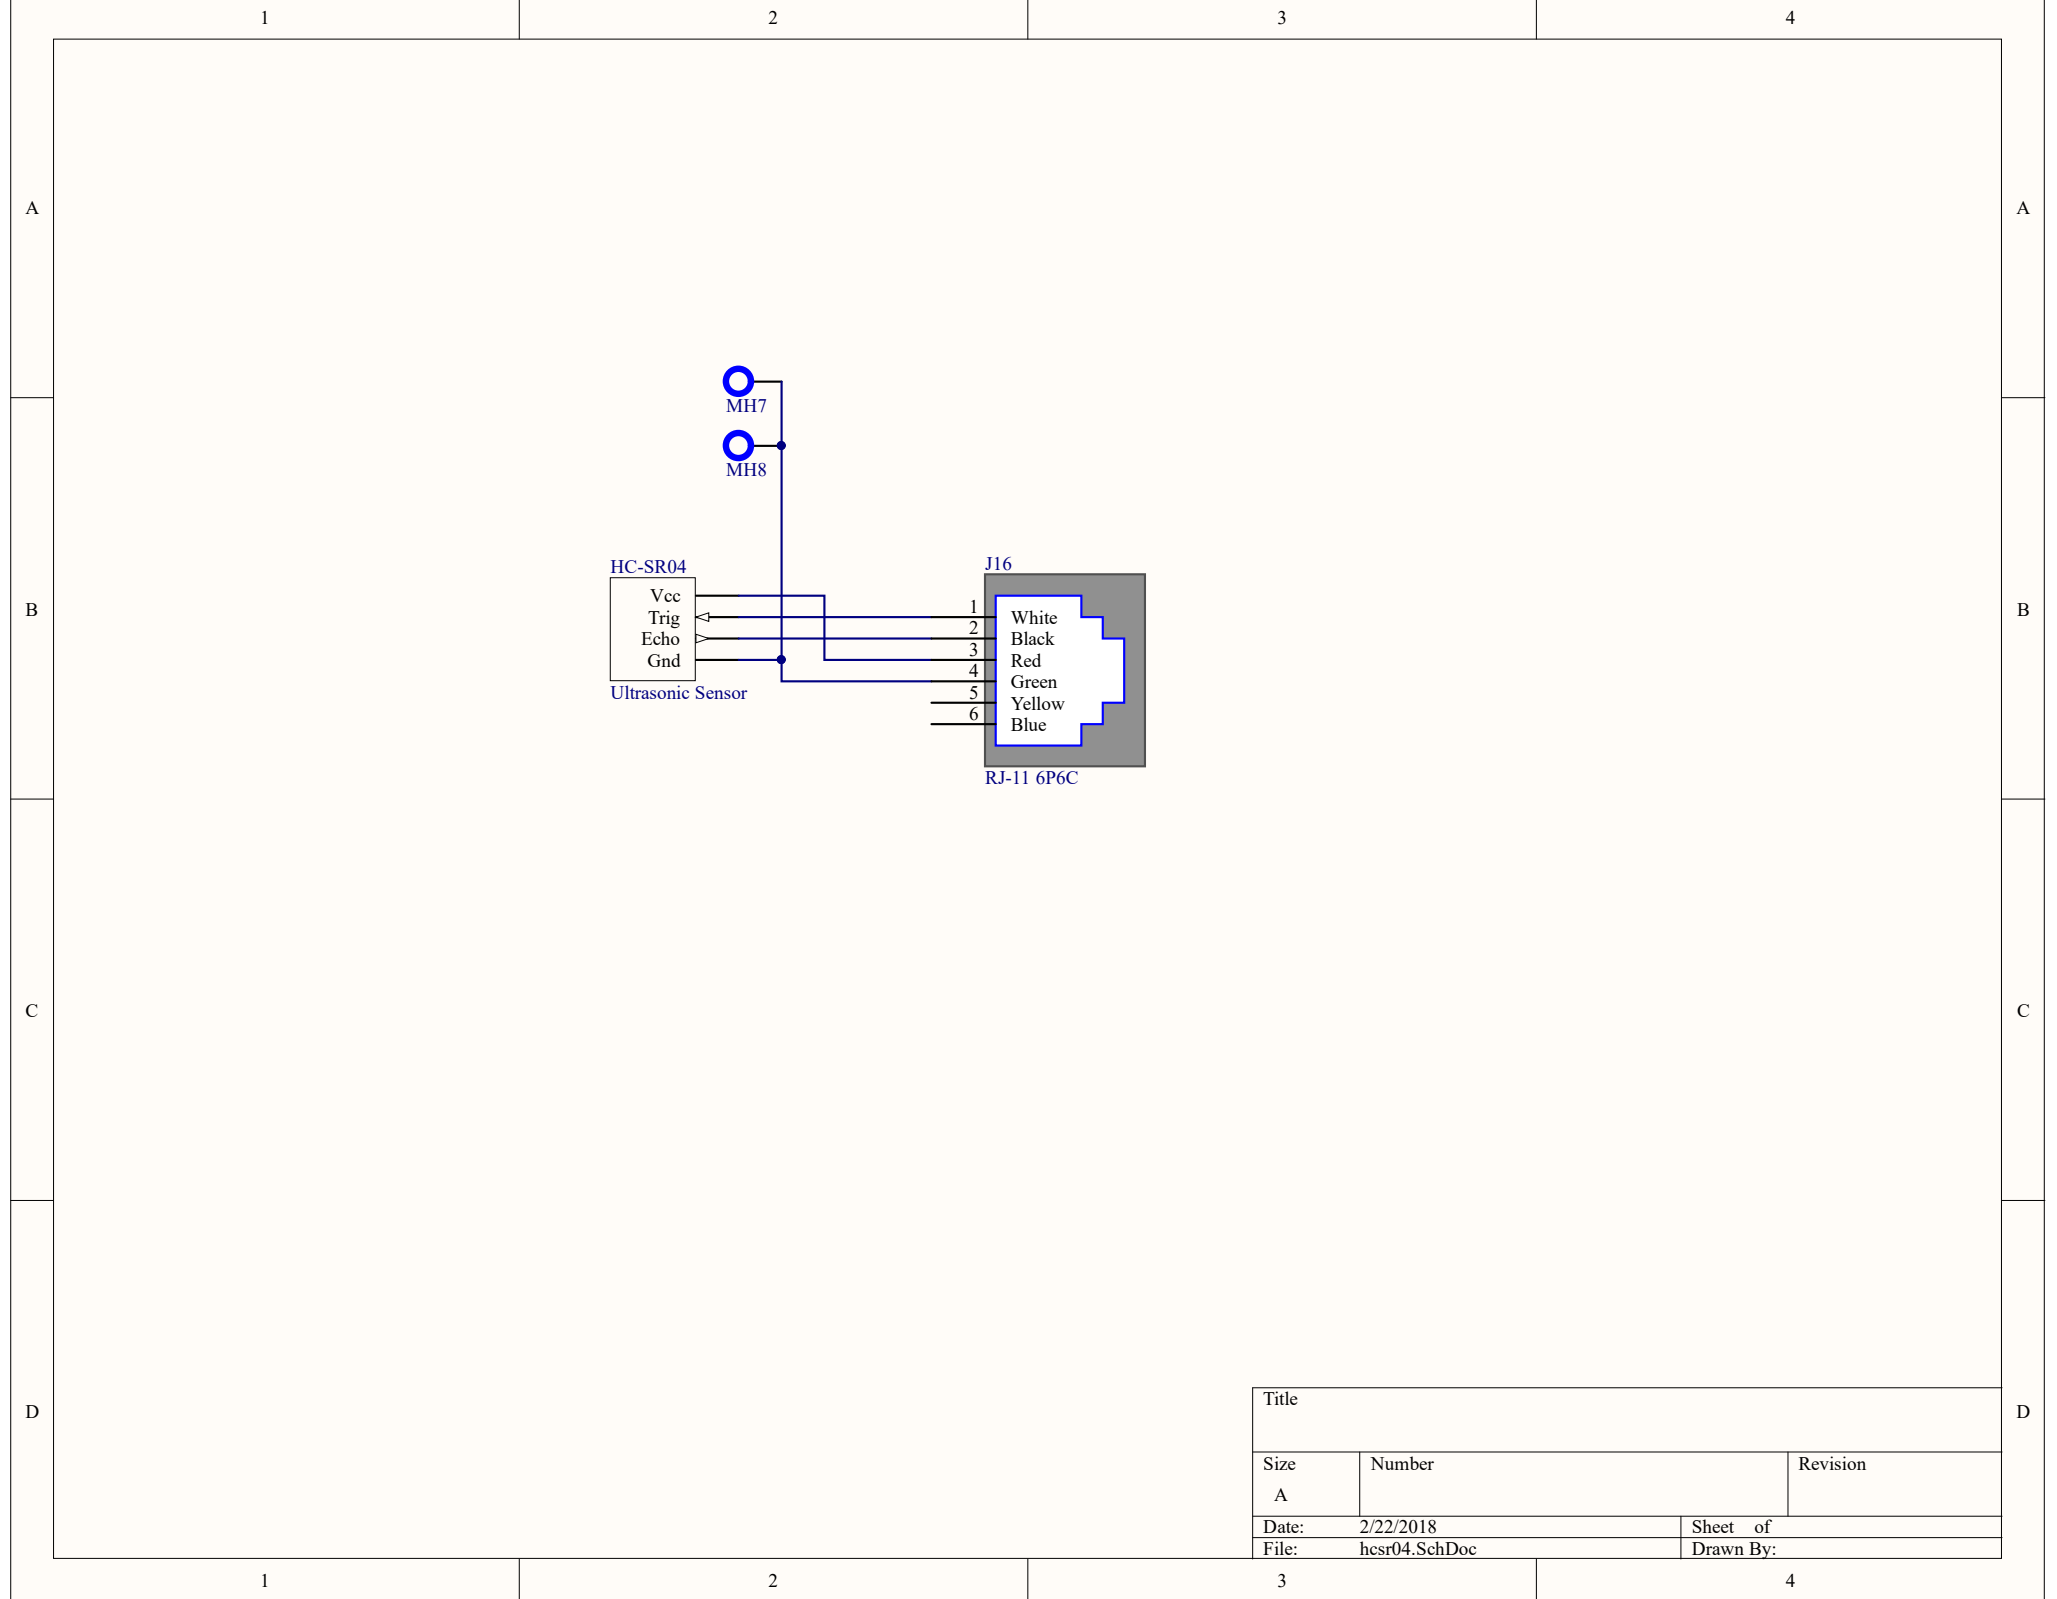 1 2 3 4
A A
MH7
MH8
HC-SR04 J16
Vcc 1 White
B Trig 2 Black B
Echo 3 Red
Gnd 4 Green
Ultrasonic Sensor 5 Yellow
6 Blue
RJ-11 6P6C
C C
Title
D D
Size Number Revision
A
Date: 2/22/2018 Sheet of
File: hcsr04.SchDoc Drawn By:
1 2 3 4